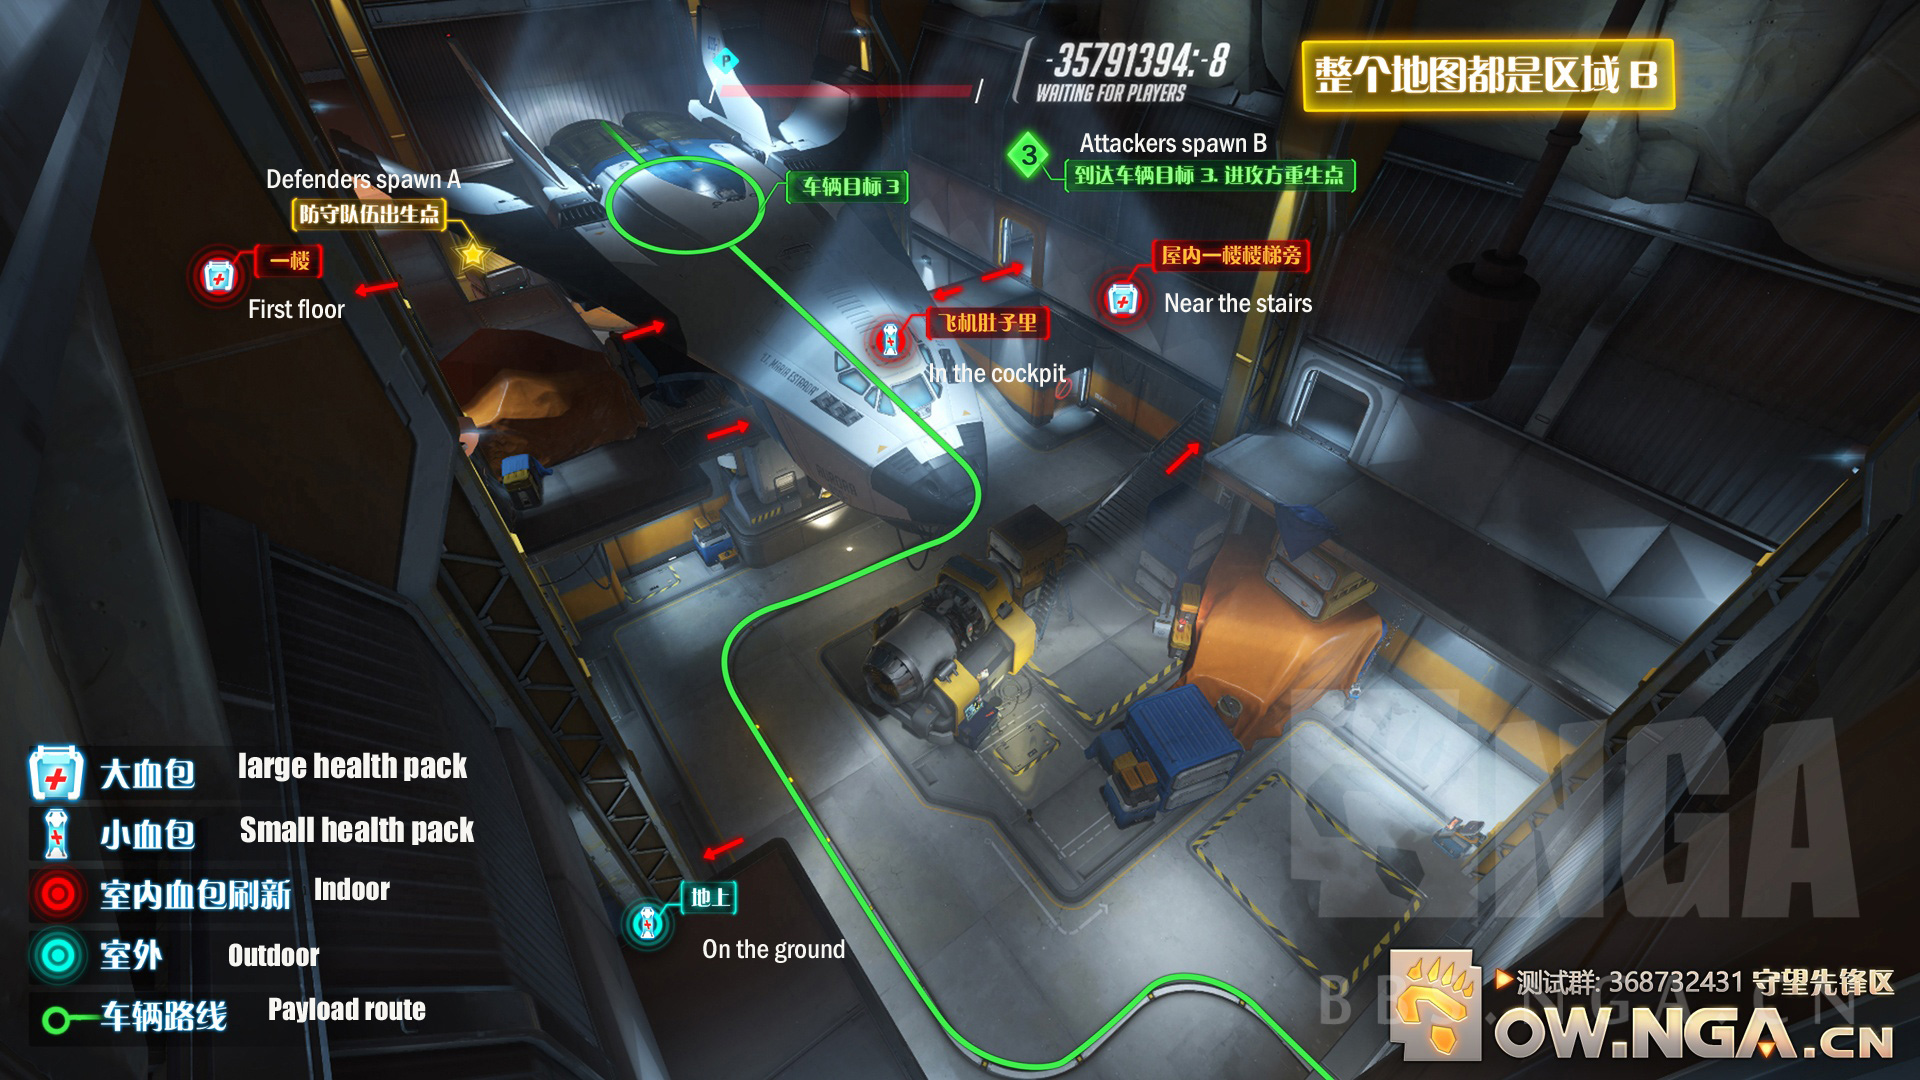 P
-35791394:-8
WAITING FOR PLAYERS
整个地图都是区域 B
3
Attackers spawn B
到达车辆目标 3. 进攻方重生点
Defenders spawn A
防守队伍出生点
车辆目标 3
一楼
First floor
屋内一楼楼梯旁
Near the stairs
飞机肚子里
In the cockpit
大血包 large health pack
小血包 Small health pack
室内血包刷新 Indoor
室外 Outdoor
车辆路线 Payload route
地上
On the ground
NGA
BBS.NGA.CN
测试群: 368732431 守望先锋区
OW.NGA.CN